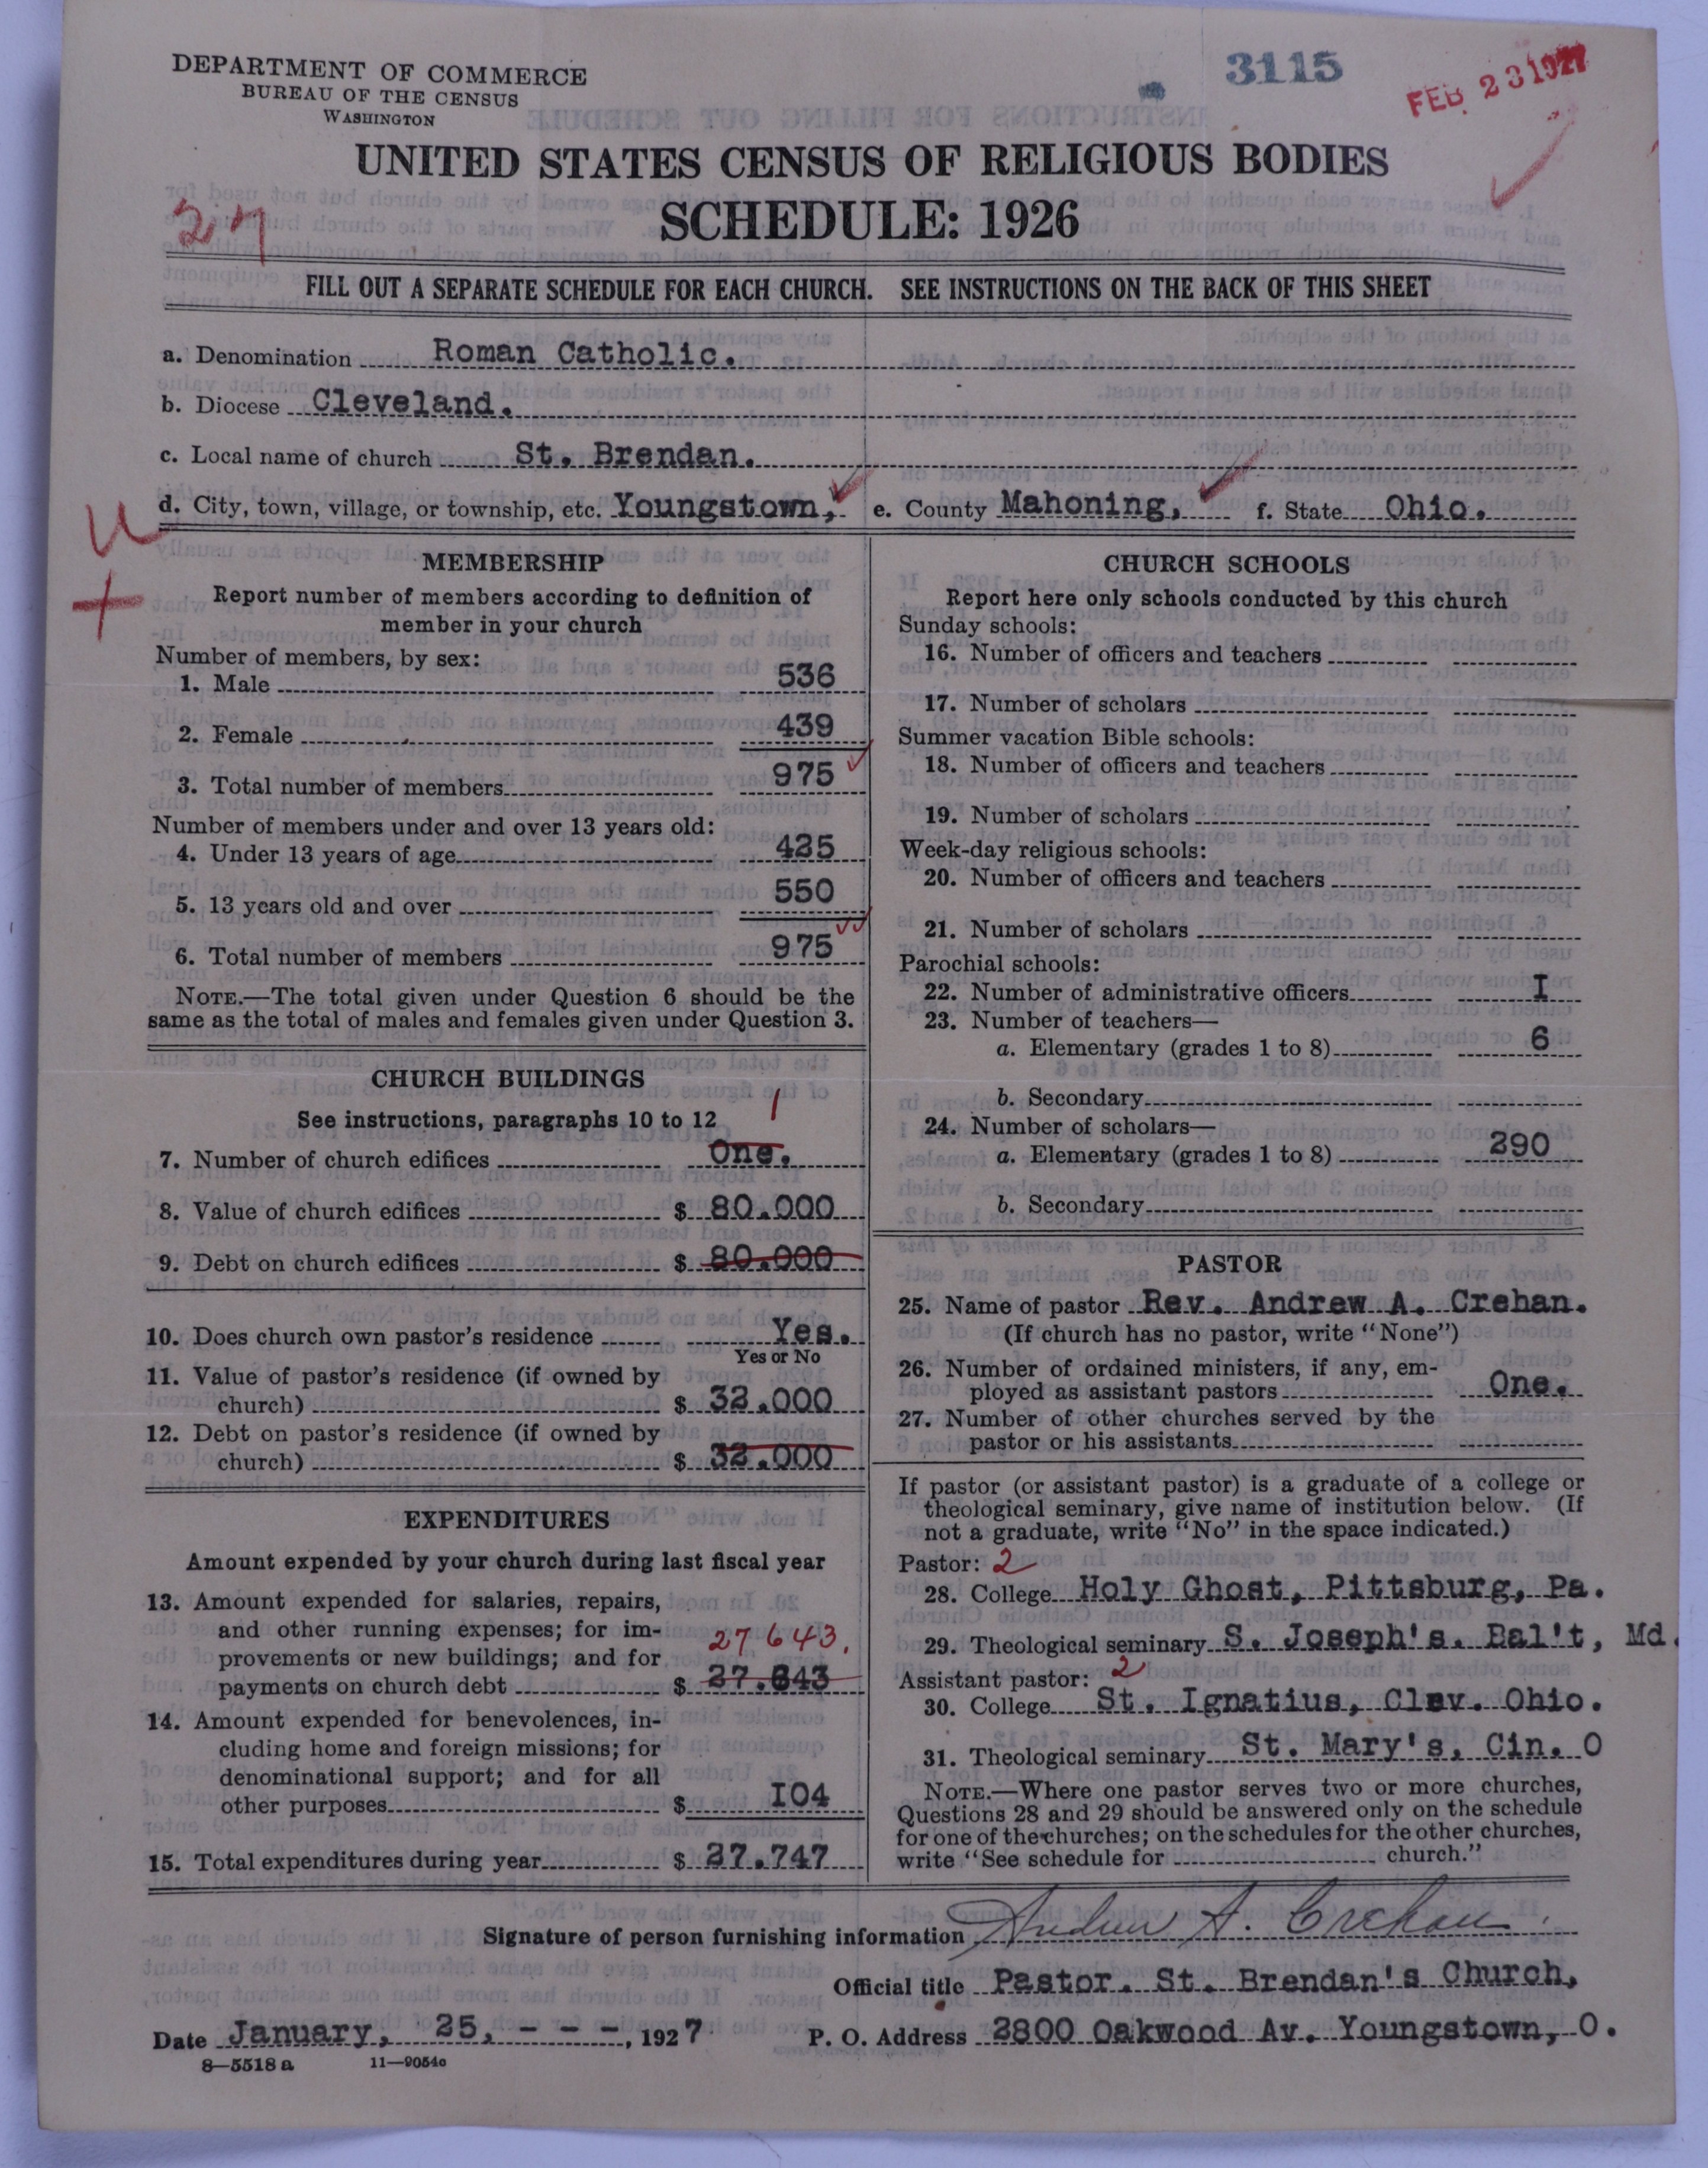 DEPARTMENT OF COMMERCE
BUREAU OF THE CENSUS
WASHINGTON
3115
FEB 23 1927
UNITED STATES CENSUS OF RELIGIOUS BODIES
27
SCHEDULE: 1926
FILL OUT A SEPARATE SCHEDULE FOR EACH CHURCH. SEE INSTRUCTIONS ON THE BACK OF THIS SHEET
a. Denomination Roman Catholic.
b. Diocese Cleveland.
c. Local name of church St. Brendan.
d. City, town, village, or township, etc. Youngstown, e. County Mahoning, f. State Ohio.
U
+
MEMBERSHIP
Report number of members according to definition of
member in your church
Number of members, by sex:
1. Male 536
2. Female 439
3. Total number of members 975
Number of members under and over 13 years old:
4. Under 13 years of age 425
5. 13 years old and over 550
6. Total number of members 975
NOTE.—The total given under Question 6 should be the
same as the total of males and females given under Question 3.
CHURCH BUILDINGS
See instructions, paragraphs 10 to 12
1
7. Number of church edifices One.
8. Value of church edifices $ 80.000
9. Debt on church edifices $ 80.000
10. Does church own pastor's residence Yes.
Yes or No
11. Value of pastor's residence (if owned by
church) $ 32.000
12. Debt on pastor's residence (if owned by
church) $ 32.000
EXPENDITURES
Amount expended by your church during last fiscal year
13. Amount expended for salaries, repairs,
and other running expenses; for im-
provements or new buildings; and for
27643.
payments on church debt $ 27.643
14. Amount expended for benevolences, in-
cluding home and foreign missions; for
denominational support; and for all
other purposes $ I04
15. Total expenditures during year $ 27.747
CHURCH SCHOOLS
Report here only schools conducted by this church
Sunday schools:
16. Number of officers and teachers
17. Number of scholars
Summer vacation Bible schools:
18. Number of officers and teachers
19. Number of scholars
Week-day religious schools:
20. Number of officers and teachers
21. Number of scholars
Parochial schools:
22. Number of administrative officers I
23. Number of teachers—
a. Elementary (grades 1 to 8) 6
b. Secondary
24. Number of scholars—
a. Elementary (grades 1 to 8) 290
b. Secondary
PASTOR
25. Name of pastor Rev. Andrew A. Crehan.
(If church has no pastor, write "None")
26. Number of ordained ministers, if any, em-
ployed as assistant pastors One.
27. Number of other churches served by the
pastor or his assistants
If pastor (or assistant pastor) is a graduate of a college or
theological seminary, give name of institution below. (If
not a graduate, write "No" in the space indicated.)
Pastor: 2
28. College Holy Ghost, Pittsburg, Pa.
29. Theological seminary S. Joseph's. Bal't, Md.
Assistant pastor: 2
30. College St. Ignatius, Clev. Ohio.
31. Theological seminary St. Mary's, Cin. O
NOTE.—Where one pastor serves two or more churches,
Questions 28 and 29 should be answered only on the schedule
for one of the churches; on the schedules for the other churches,
write "See schedule for church."
Signature of person furnishing information Andrew A. Crehan.
Official title Pastor. St. Brendan's Church,
Date January, 25, - - -, 1927 P. O. Address 2800 Oakwood Av. Youngstown, O.
8—5518 a 11—9054c